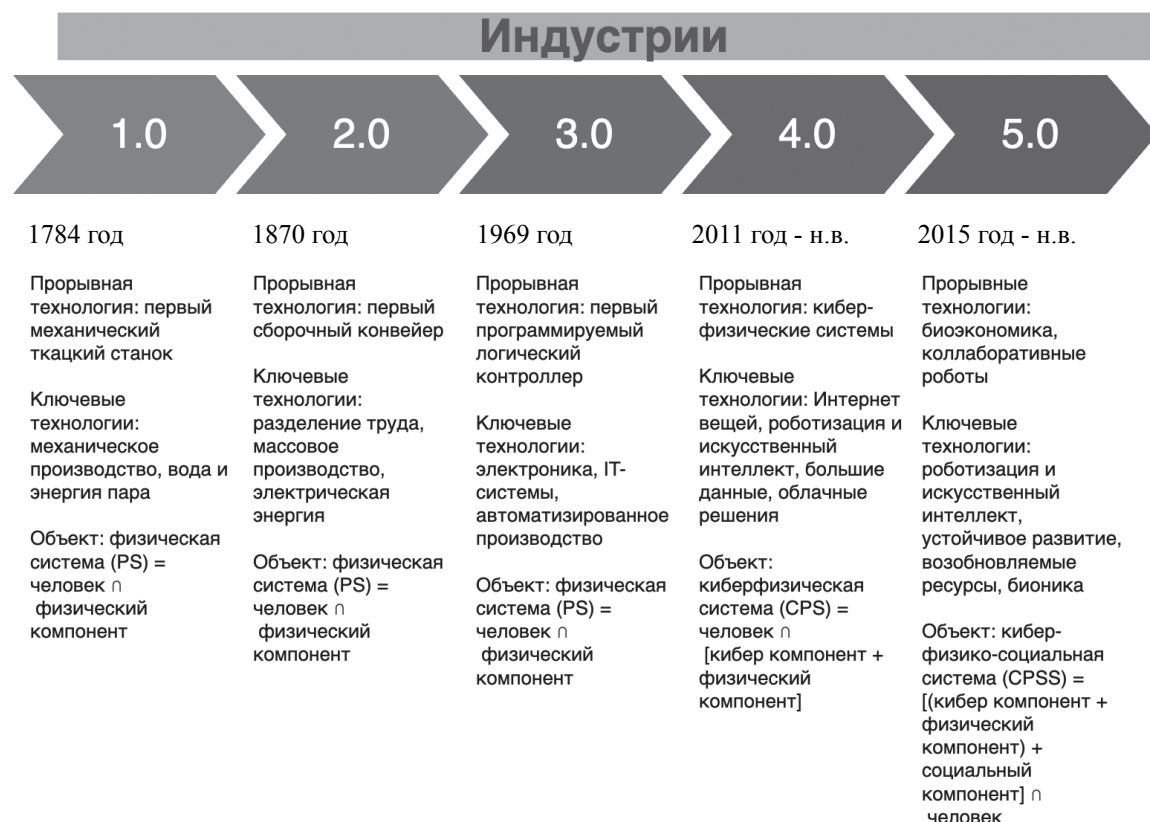 Индустрии
1.0
2.0
3.0
4.0
5.0
1784 год
Прорывная
технология: первый
механический
ткацкий станок
Ключевые
технологии:
механическое
производство, вода и
энергия пара
Объект: физическая
система (PS) =
человек ∩
физический
компонент
1870 год
Прорывная
технология: первый
сборочный конвейер
Ключевые
технологии:
разделение труда,
массовое
производство,
электрическая
энергия
Объект: физическая
система (PS) =
человек ∩
физический
компонент
1969 год
Прорывная
технология: первый
программируемый
логический
контроллер
Ключевые
технологии:
электроника, IT-
системы,
автоматизированное
производство
Объект: физическая
система (PS) =
человек ∩
физический
компонент
2011 год - н.в.
Прорывная
технология: кибер-
физические системы
Ключевые
технологии: Интернет
вещей, роботизация и
искусственный
интеллект, большие
данные, облачные
решения
Объект:
киберфизическая
система (CPS) =
человек ∩
[кибер компонент +
физический
компонент]
2015 год - н.в.
Прорывные
технологии:
биоэкономика,
коллаборативные
роботы
Ключевые
технологии:
роботизация и
искусственный
интеллект,
устойчивое развитие,
возобновляемые
ресурсы, бионика
Объект: кибер-
физико-социальная
система (CPSS) =
[(кибер компонент +
физический
компонент) +
социальный
компонент] ∩
человек